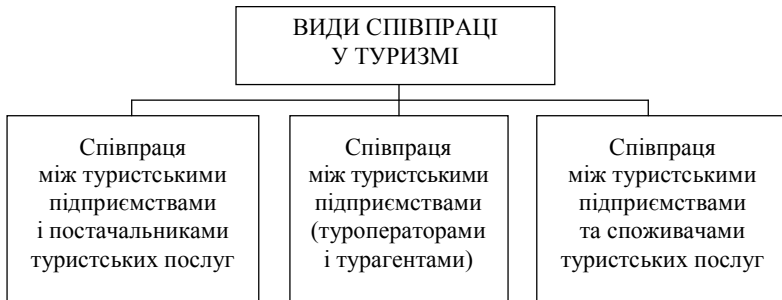 ВИДИ СПІВПРАЦІ
У ТУРИЗМІ
Співпраця
між туристськими
підприємствами
і постачальниками
туристських послуг
Співпраця
між туристськими
підприємствами
(туроператорами
і турагентами)
Співпраця
між туристськими
підприємствами
та споживачами
туристських послуг